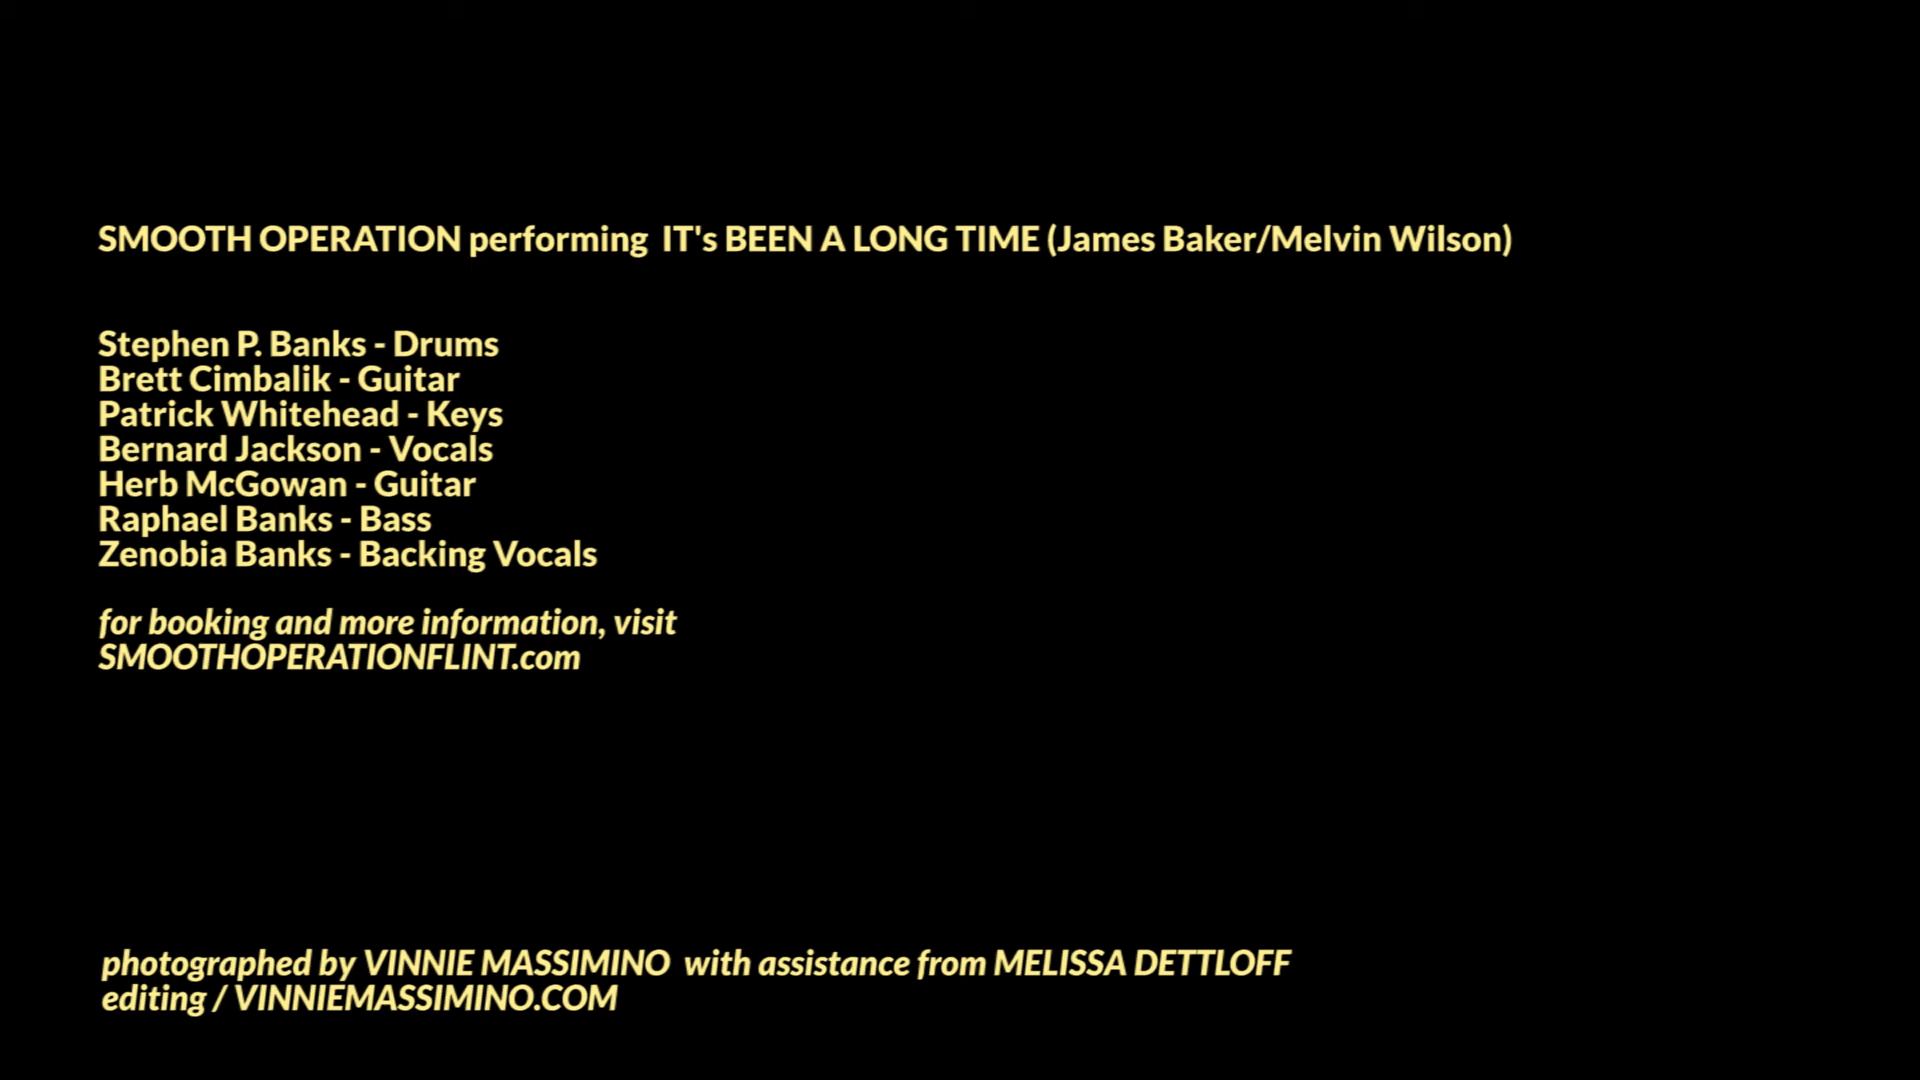 SMOOTH OPERATION performing IT's BEEN A LONG TIME (James Baker/Melvin Wilson)
Stephen P. Banks - Drums
Brett Cimbalik - Guitar
Patrick Whitehead - Keys
Bernard Jackson - Vocals
Herb McGowan - Guitar
Raphael Banks - Bass
Zenobia Banks - Backing Vocals
for booking and more information, visit
SMOOTHOPERATIONFLINT.com
photographed by VINNIE MASSIMINO with assistance from MELISSA DETTLOFF
editing / VINNIEMASSIMINO.COM